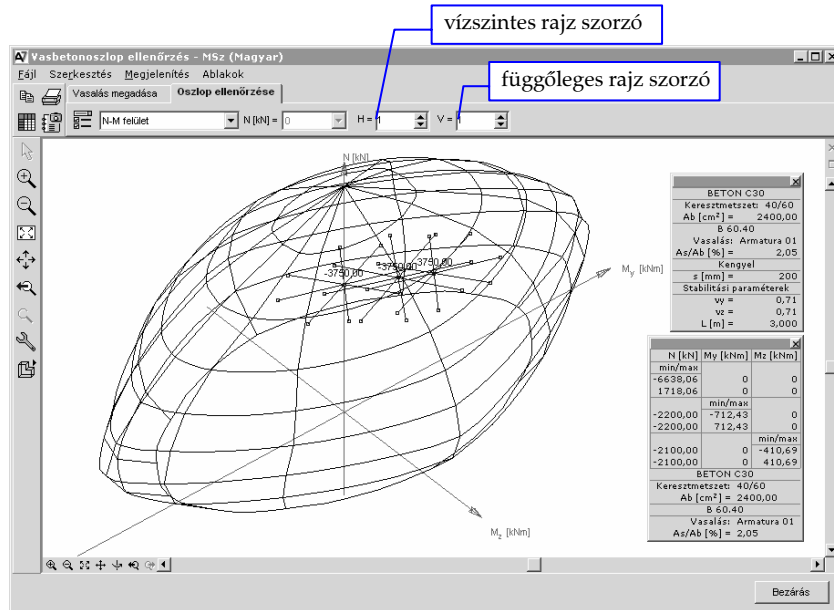 vízszintes rajz szorzó
függőleges rajz szorzó
Vasbetonoszlop ellenőrzés - MSz (Magyar)
Fájl Szerkesztés Megjelenítés Ablakok
Vasalás megadása Oszlop ellenőrzése
N-M felület N [kN] = 0 H = 1 V = 1
N [kN]
-3750,00 -3750,00 -3750,00
My [kNm]
Mz [kNm]
BETON C30
Keresztmetszet: 40/60
Ab [cm²] = 2400,00
B 60.40
Vasalás: Armatura 01
As/Ab [%] = 2,05
Kengyel
s [mm] = 200
Stabilitási paraméterek
νy = 0,71
νz = 0,71
L [m] = 3,000
N [kN] My [kNm] Mz [kNm]
min/max
-6638,06 0 0
1718,06 0 0
min/max
-2200,00 -712,43 0
-2200,00 712,43 0
min/max
-2100,00 0 -410,69
-2100,00 0 410,69
BETON C30
Keresztmetszet: 40/60
Ab [cm²] = 2400,00
B 60.40
Vasalás: Armatura 01
As/Ab [%] = 2,05
Bezárás